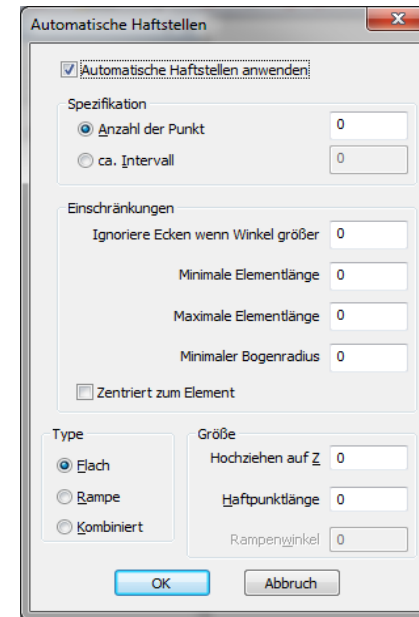 Automatische Haftstellen
Automatische Haftstellen anwenden
Spezifikation
Anzahl der Punkt 0
ca. Intervall 0
Einschränkungen
Ignoriere Ecken wenn Winkel größer 0
Minimale Elementlänge 0
Maximale Elementlänge 0
Minimaler Bogenradius 0
Zentriert zum Element
Type
Flach
Rampe
Kombiniert
Größe
Hochziehen auf Z 0
Haftpunktlänge 0
Rampenwinkel 0
OK Abbruch